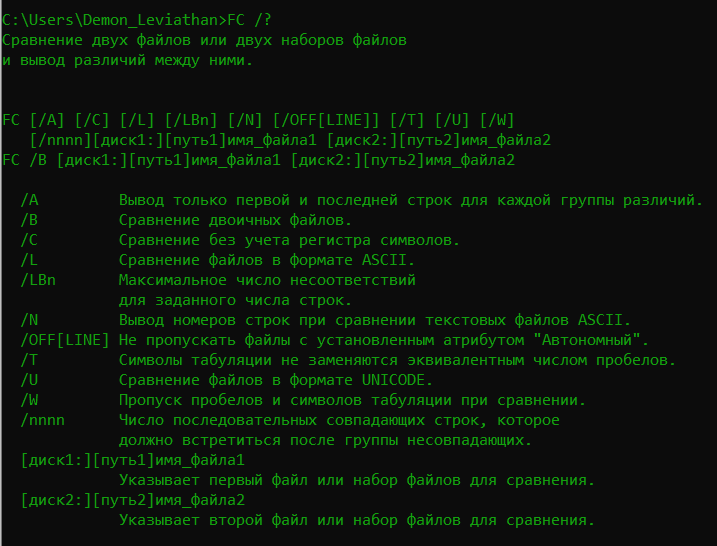 C:\Users\Demon_Leviathan>FC /?
Сравнение двух файлов или двух наборов файлов
и вывод различий между ними.
FC [/A] [/C] [/L] [/LBn] [/N] [/OFF[LINE]] [/T] [/U] [/W]
[/nnnn][диск1:][путь1]имя_файла1 [диск2:][путь2]имя_файла2
FC /B [диск1:][путь1]имя_файла1 [диск2:][путь2]имя_файла2
/A Вывод только первой и последней строк для каждой группы различий.
/B Сравнение двоичных файлов.
/C Сравнение без учета регистра символов.
/L Сравнение файлов в формате ASCII.
/LBn Максимальное число несоответствий
для заданного числа строк.
/N Вывод номеров строк при сравнении текстовых файлов ASCII.
/OFF[LINE] Не пропускать файлы с установленным атрибутом "Автономный".
/T Символы табуляции не заменяются эквивалентным числом пробелов.
/U Сравнение файлов в формате UNICODE.
/W Пропуск пробелов и символов табуляции при сравнении.
/nnnn Число последовательных совпадающих строк, которое
должно встретиться после группы несовпадающих.
[диск1:][путь1]имя_файла1
Указывает первый файл или набор файлов для сравнения.
[диск2:][путь2]имя_файла2
Указывает второй файл или набор файлов для сравнения.